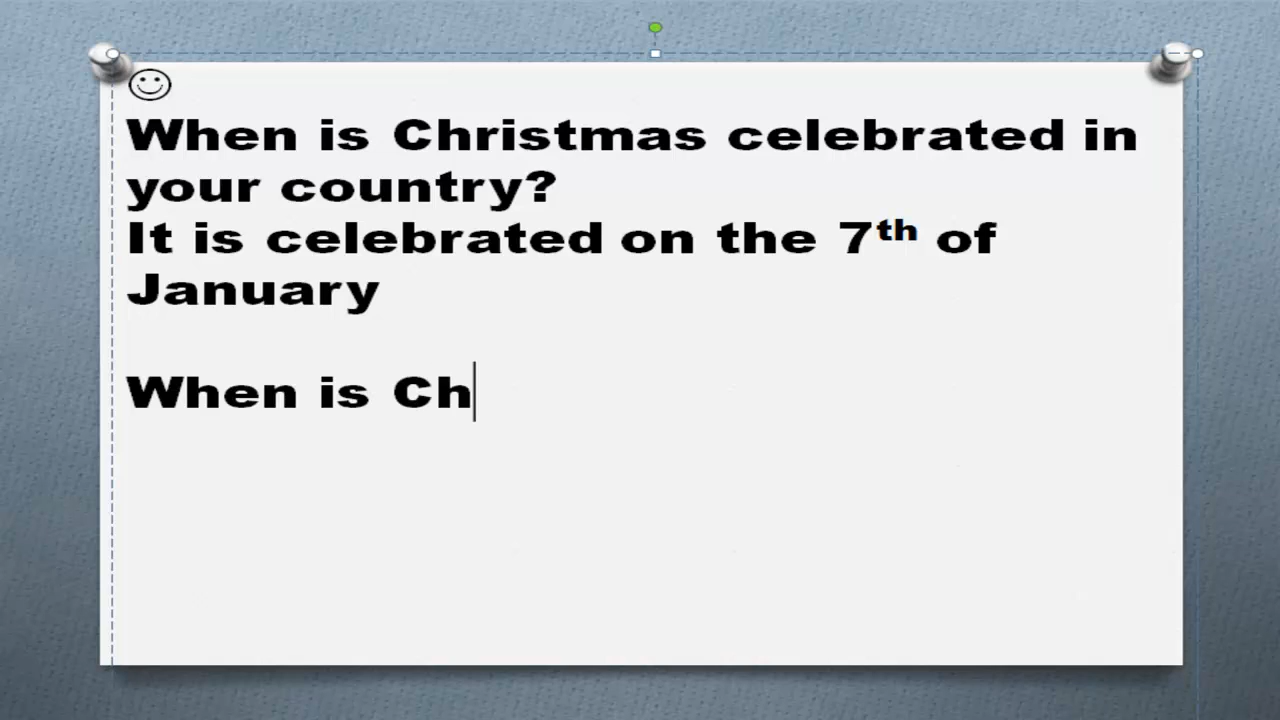 When is Christmas celebrated in
your country?
It is celebrated on the 7th of
January
When is Ch